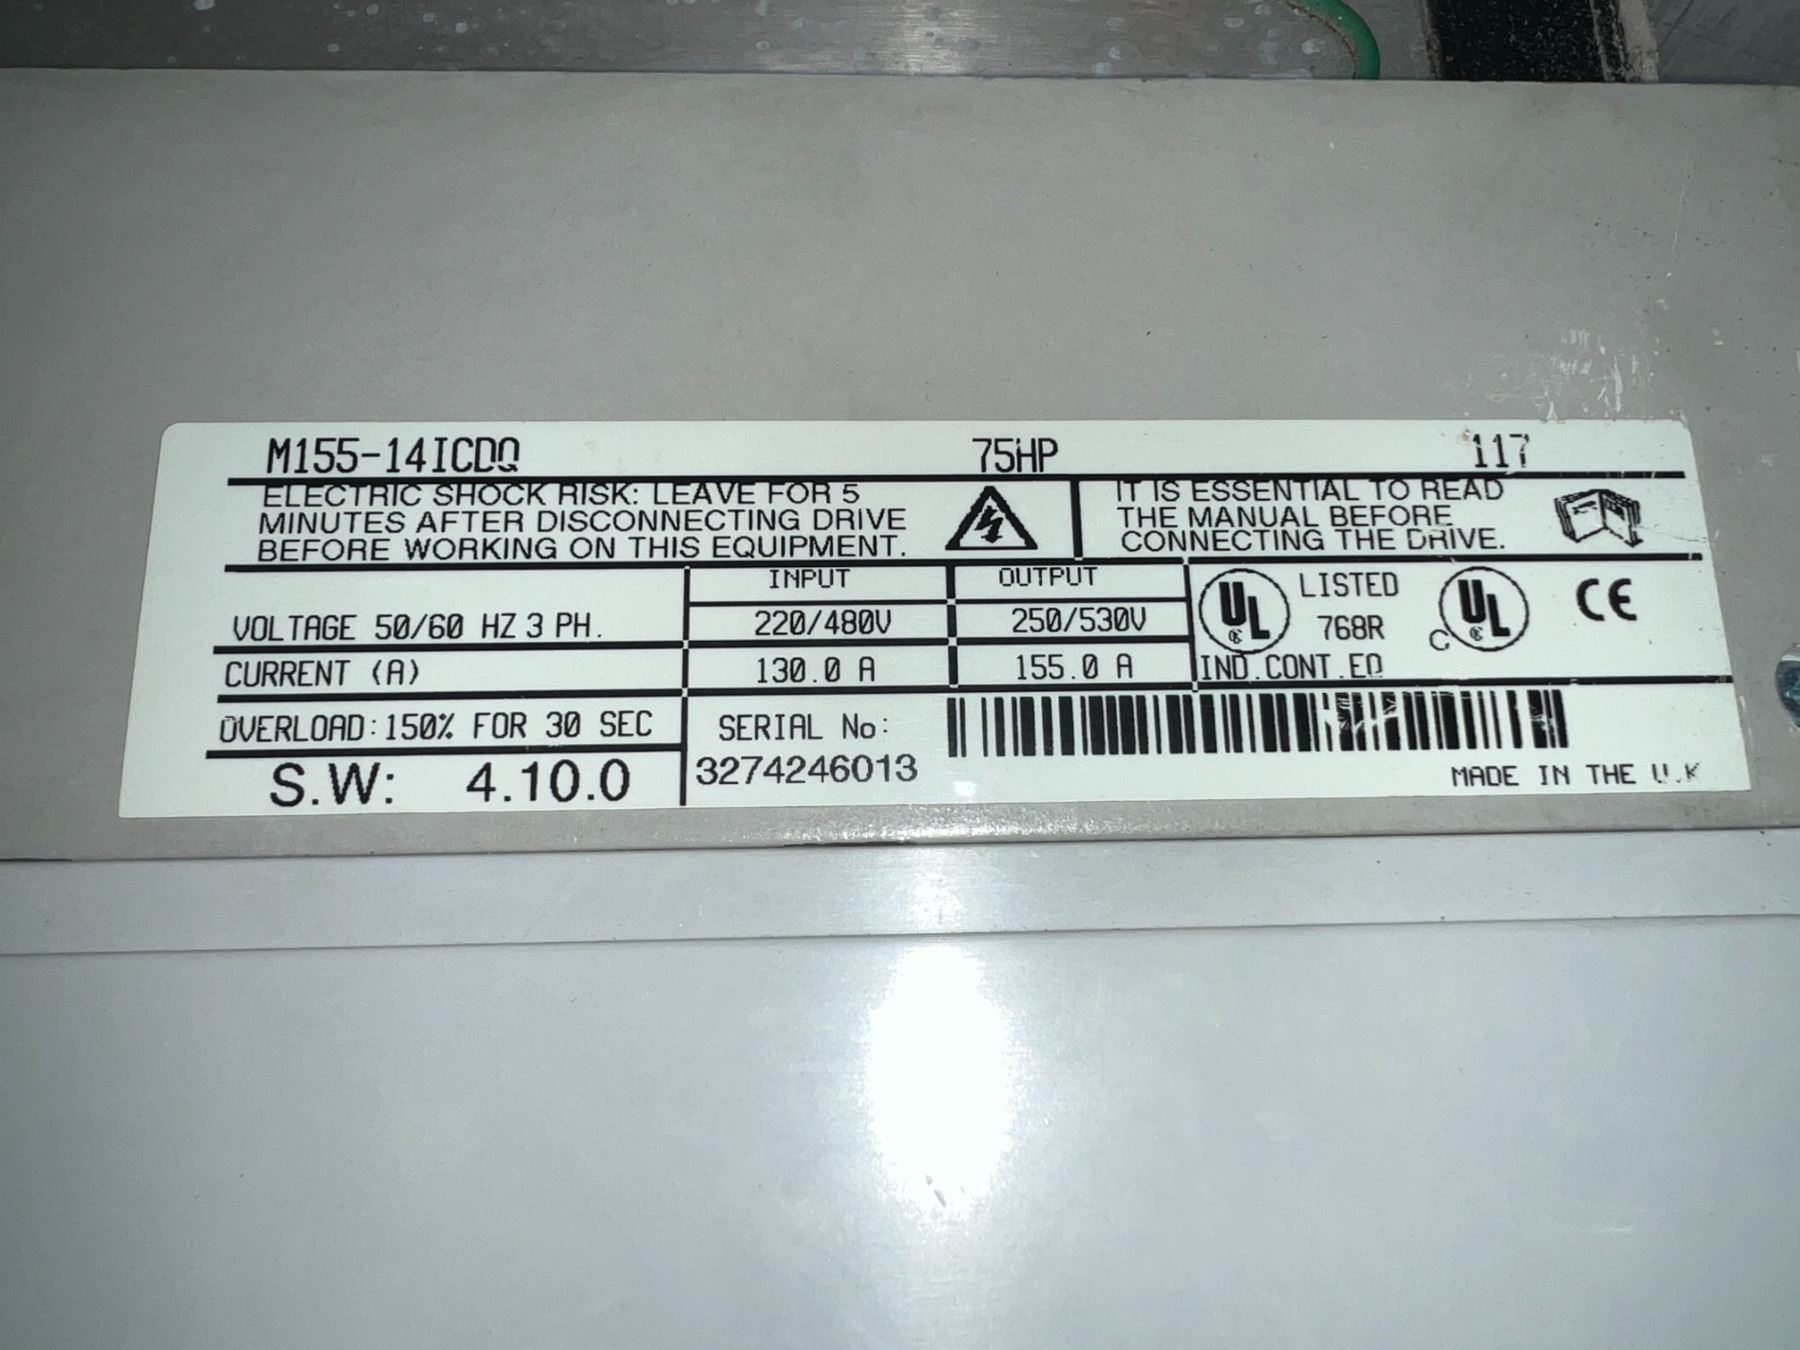 M155-14ICDQ 75HP 117
ELECTRIC SHOCK RISK: LEAVE FOR 5
MINUTES AFTER DISCONNECTING DRIVE
BEFORE WORKING ON THIS EQUIPMENT.
IT IS ESSENTIAL TO READ
THE MANUAL BEFORE
CONNECTING THE DRIVE.
INPUT OUTPUT
VOLTAGE 50/60 HZ 3 PH. 220/480V 250/530V
CURRENT (A) 130.0 A 155.0 A
UL LISTED C UL CE
768R
IND.CONT.EQ
OVERLOAD:150% FOR 30 SEC
SERIAL No:
S.W: 4.10.0
3274246013
MADE IN THE U.K